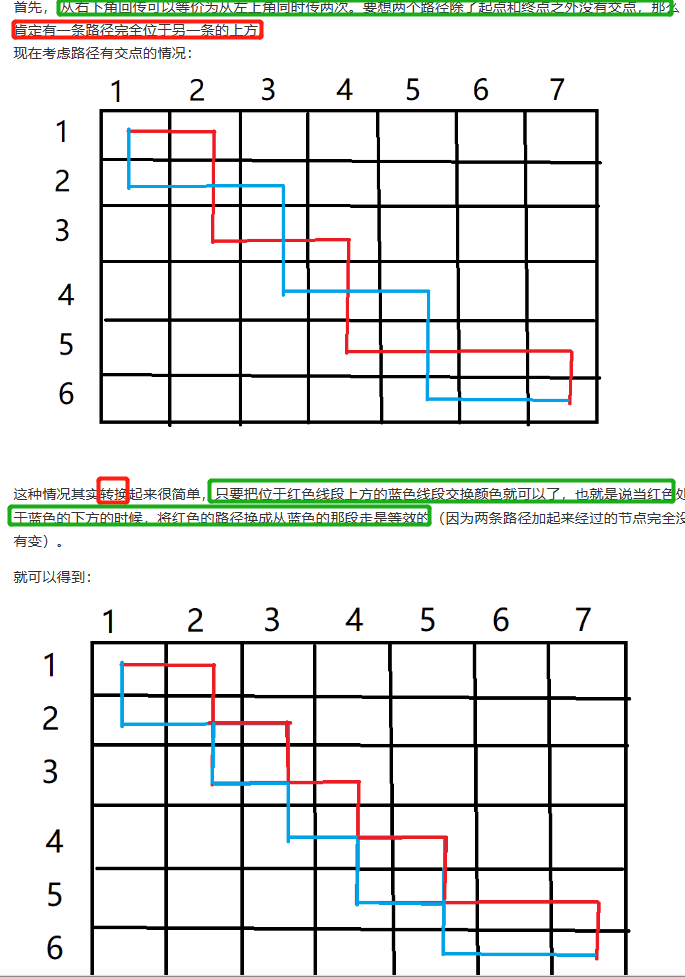 首先，从右下角回传可以等价为从左上角同时传两次。要想两个路径除了起点和终点之外没有交点，那么
肯定有一条路径完全位于另一条的上方
现在考虑路径有交点的情况：
1 2 3 4 5 6 7
1
2
3
4
5
6
这种情况其实转换起来很简单，只要把位于红色线段上方的蓝色线段交换颜色就可以了，也就是说当红色处
于蓝色的下方的时候，将红色的路径换成从蓝色的那段走是等效的（因为两条路径加起来经过的节点完全没
有变）。
就可以得到：
1 2 3 4 5 6 7
1
2
3
4
5
6